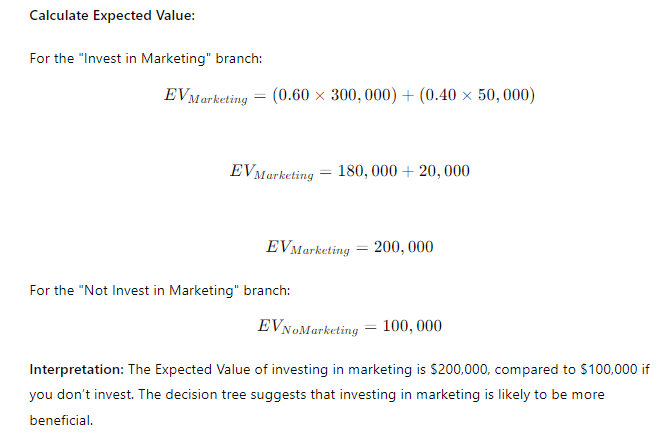 Calculate Expected Value:
For the "Invest in Marketing" branch:
EV_{Marketing} = (0.60 × 300,000) + (0.40 × 50,000)
EV_{Marketing} = 180,000 + 20,000
EV_{Marketing} = 200,000
For the "Not Invest in Marketing" branch:
EV_{NoMarketing} = 100,000
Interpretation: The Expected Value of investing in marketing is $200,000, compared to $100,000 if
you don't invest. The decision tree suggests that investing in marketing is likely to be more
beneficial.